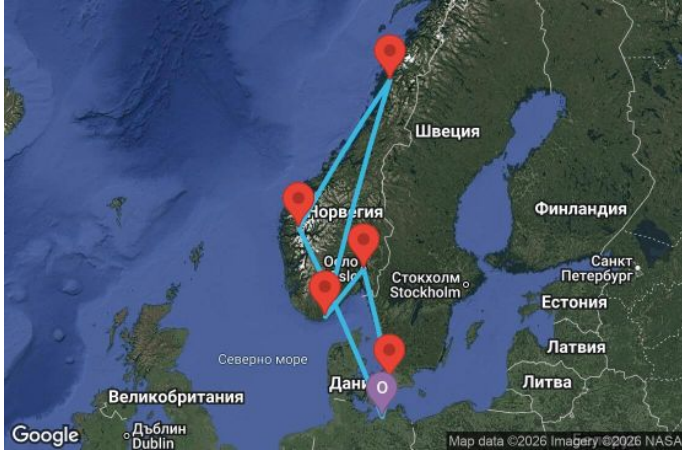 Швеция
Норвегия
Финландия
Осло
Oslo
Санкт
Петербург
Стокхолм
Stockholm
Естония
Северно море
Латвия
Дани
Литва
О
Великобритания
Дъблин
Dublin
Google
Map data ©2026 Imagery ©2026 NASA